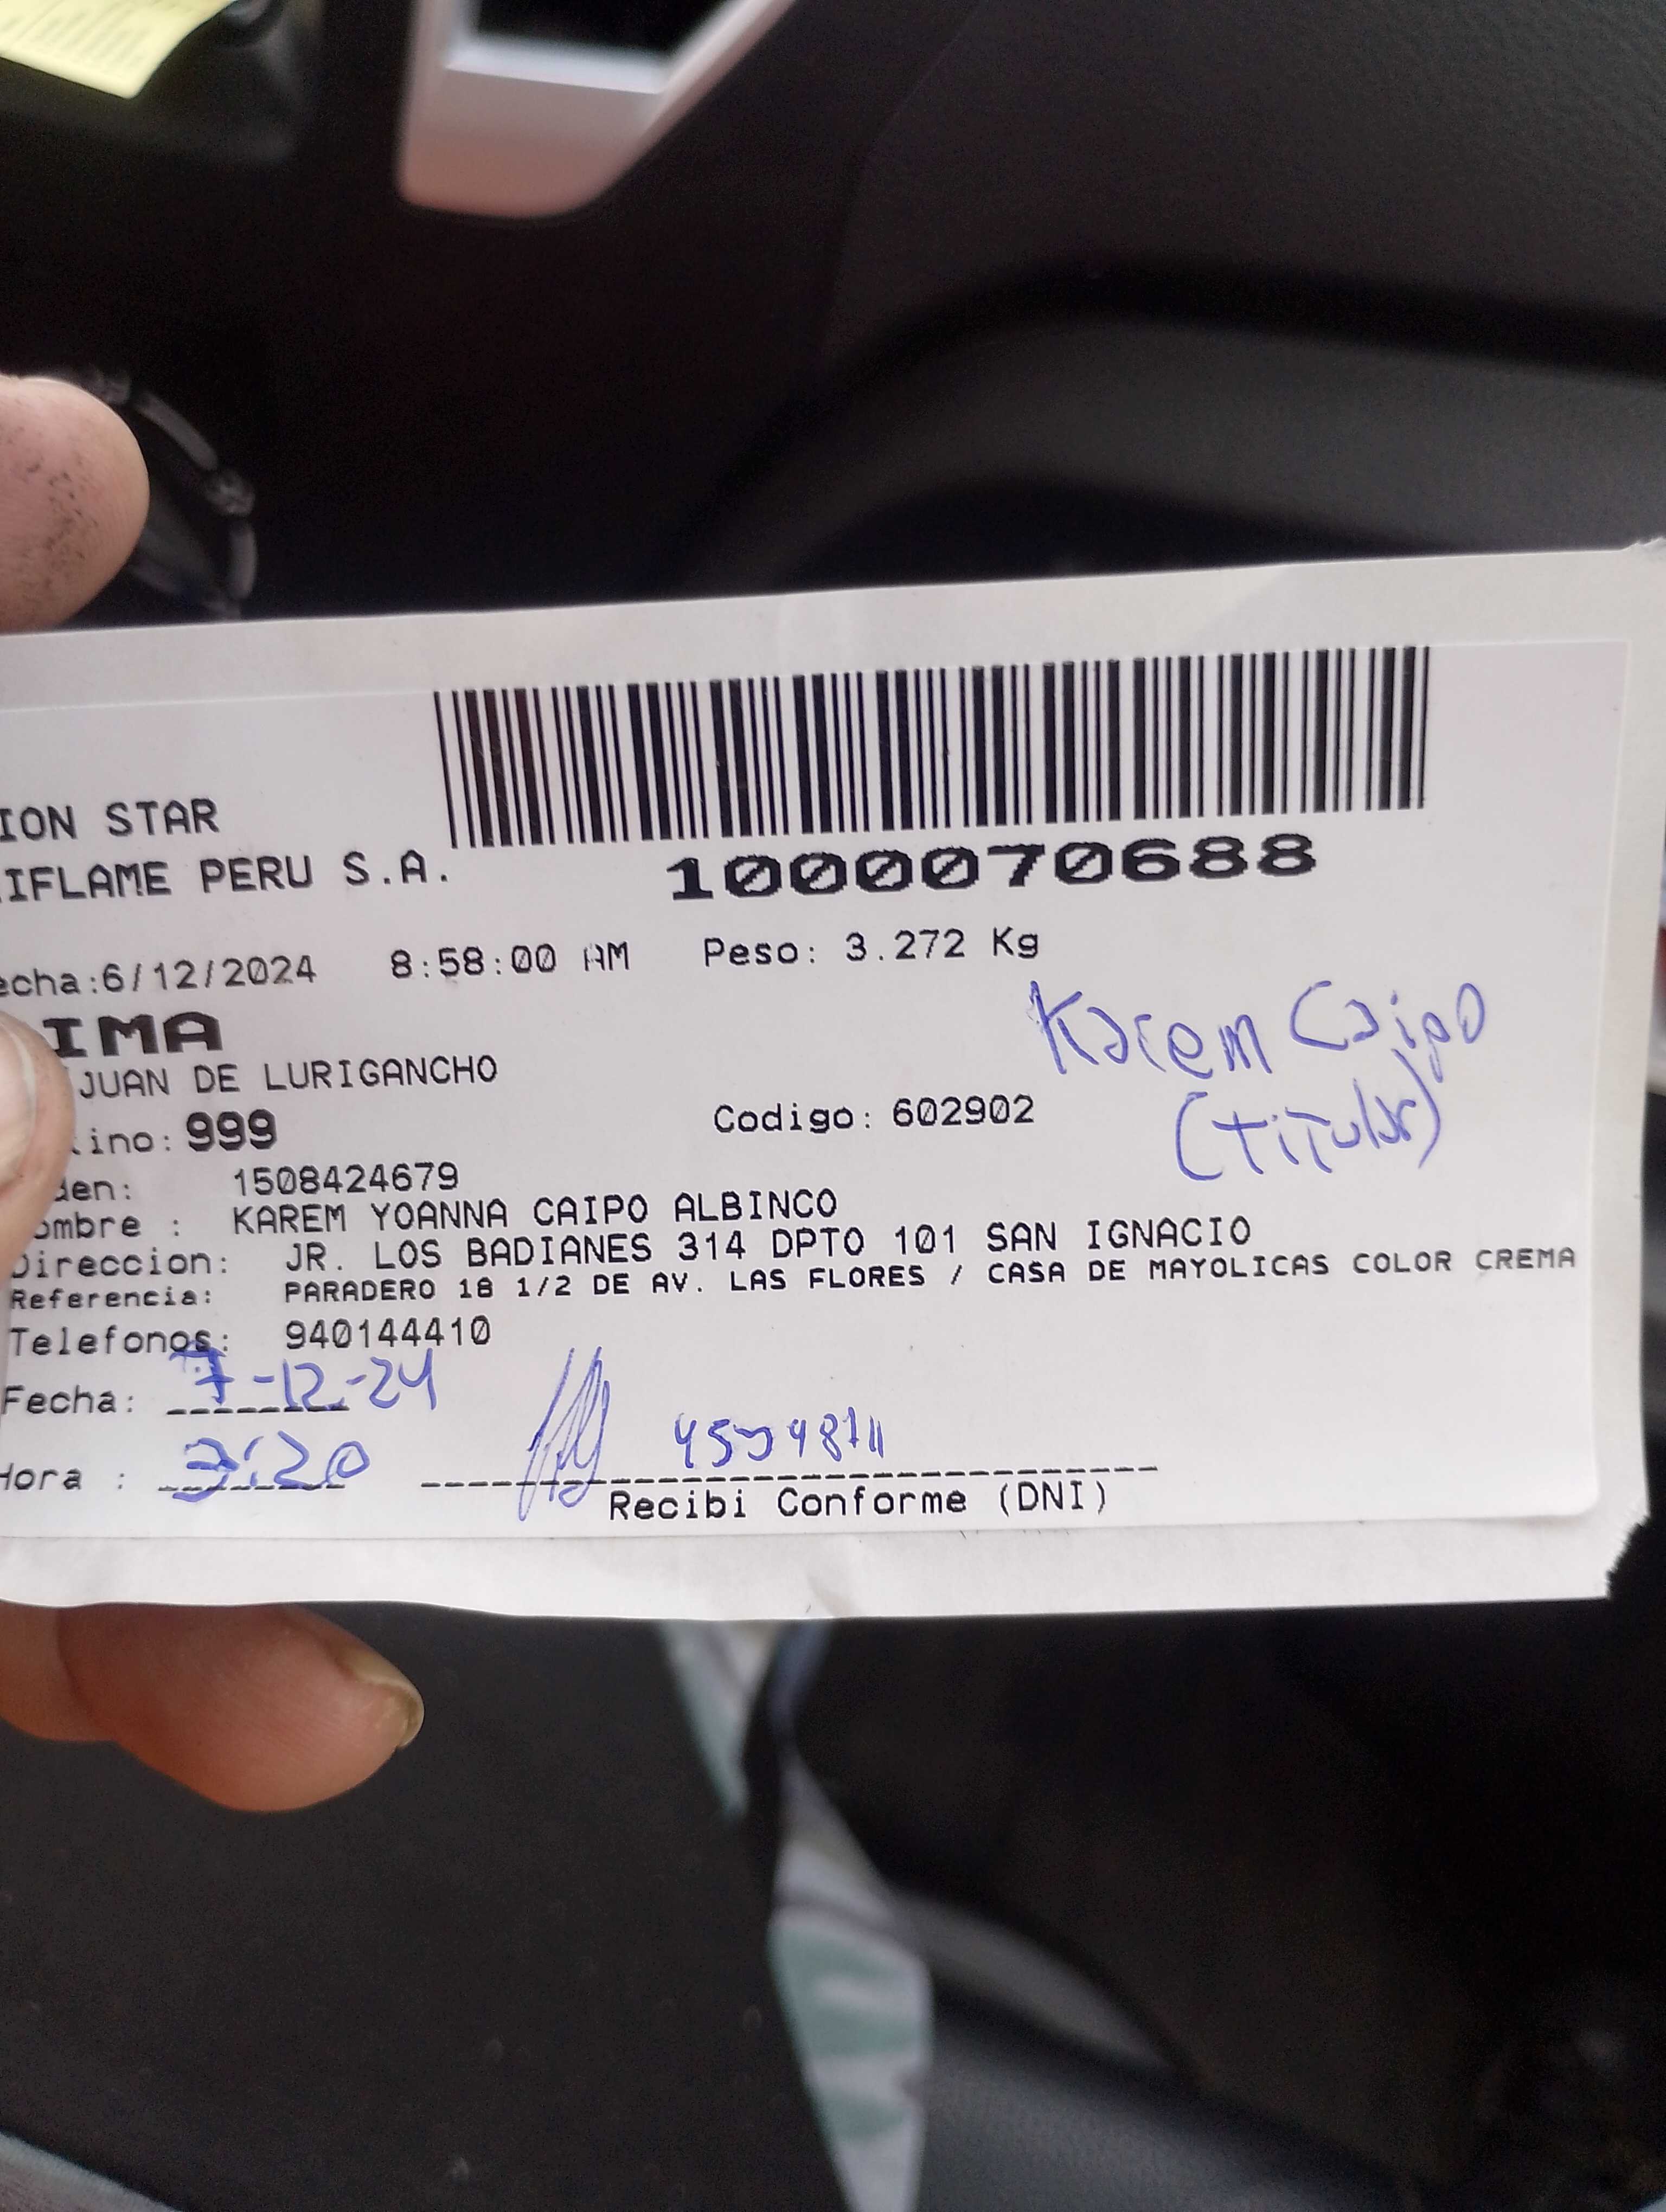 ION STAR
IFLAME PERU S.A.
1000070688
echa:6/12/2024 8:58:00 AM Peso: 3.272 Kg
IMA
JUAN DE LURIGANCHO
Karem Caipo
(titular)
ino: 999 Codigo: 602902
den: 1508424679
ombre : KAREM YOANNA CAIPO ALBINCO
Direccion: JR. LOS BADIANES 314 DPTO 101 SAN IGNACIO
Referencia: PARADERO 18 1/2 DE AV. LAS FLORES / CASA DE MAYOLICAS COLOR CREMA
Telefonos: 940144410
Fecha: 7-12-24
Hora : 3:20
Recibi Conforme (DNI)